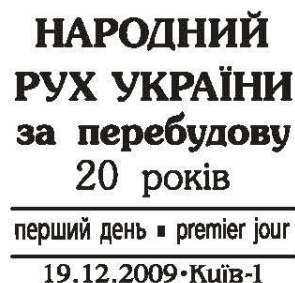 НАРОДНИЙ
РУХ УКРАЇНИ
за перебудову
20 років
перший день ▪ premier jour
19.12.2009•Київ-1